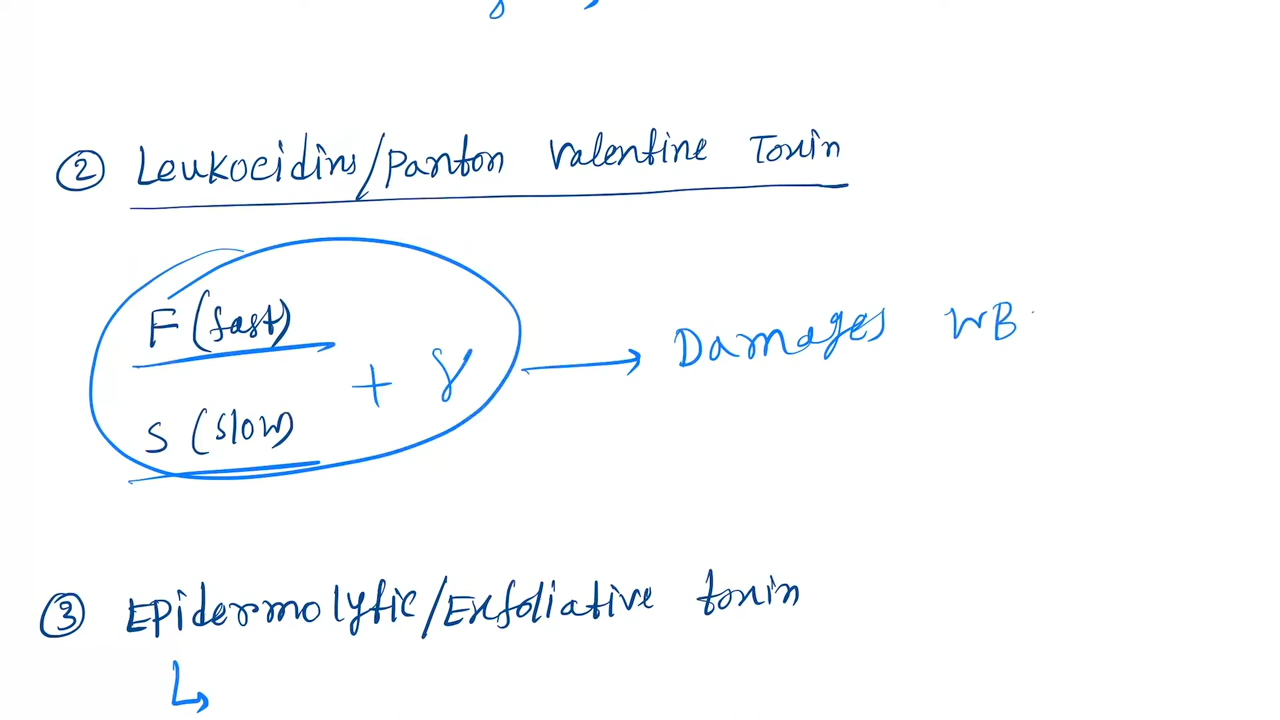 ② Leukocidins/Panton Valentine Toxin
F (fast)
+ γ → Damages WB
S (slow)
③ Epidermolytic/Exfoliative toxin